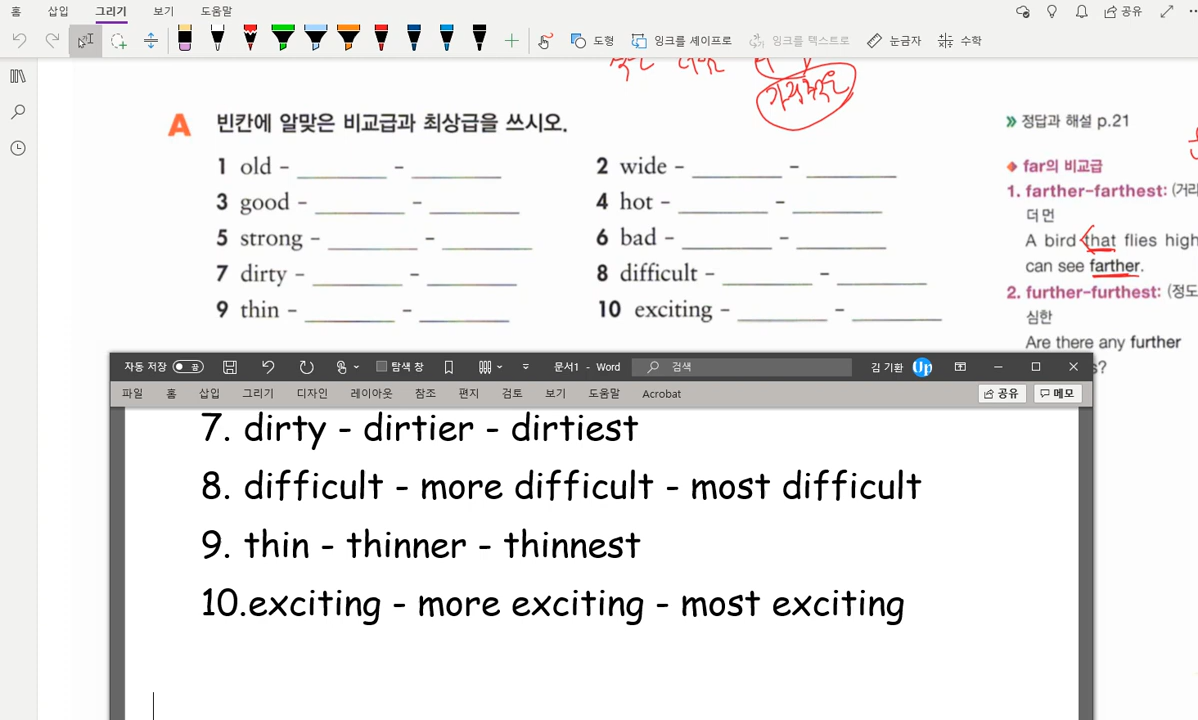 홈 삽입 그리기 보기 도움말
공유
도형 잉크를 셰이프로 잉크를 텍스트로 눈금자 수학
가장
A 빈칸에 알맞은 비교급과 최상급을 쓰시오.
1 old - ________ - ________ 2 wide - ________ - ________
3 good - ________ - ________ 4 hot - ________ - ________
5 strong - ________ - ________ 6 bad - ________ - ________
7 dirty - ________ - ________ 8 difficult - ________ - ________
9 thin - ________ - ________ 10 exciting - ________ - ________
정답과 해설 p.21
far의 비교급
1. farther-farthest: (거리
더 먼
A bird that flies high
can see farther.
2. further-furthest: (정도
심한
Are there any further
s?
자동 저장 끔 탐색 창 문서1 - Word 검색 김 기환 Up
파일 홈 삽입 그리기 디자인 레이아웃 참조 편지 검토 보기 도움말 Acrobat 공유 메모
7. dirty - dirtier - dirtiest
8. difficult - more difficult - most difficult
9. thin - thinner - thinnest
10.exciting - more exciting - most exciting